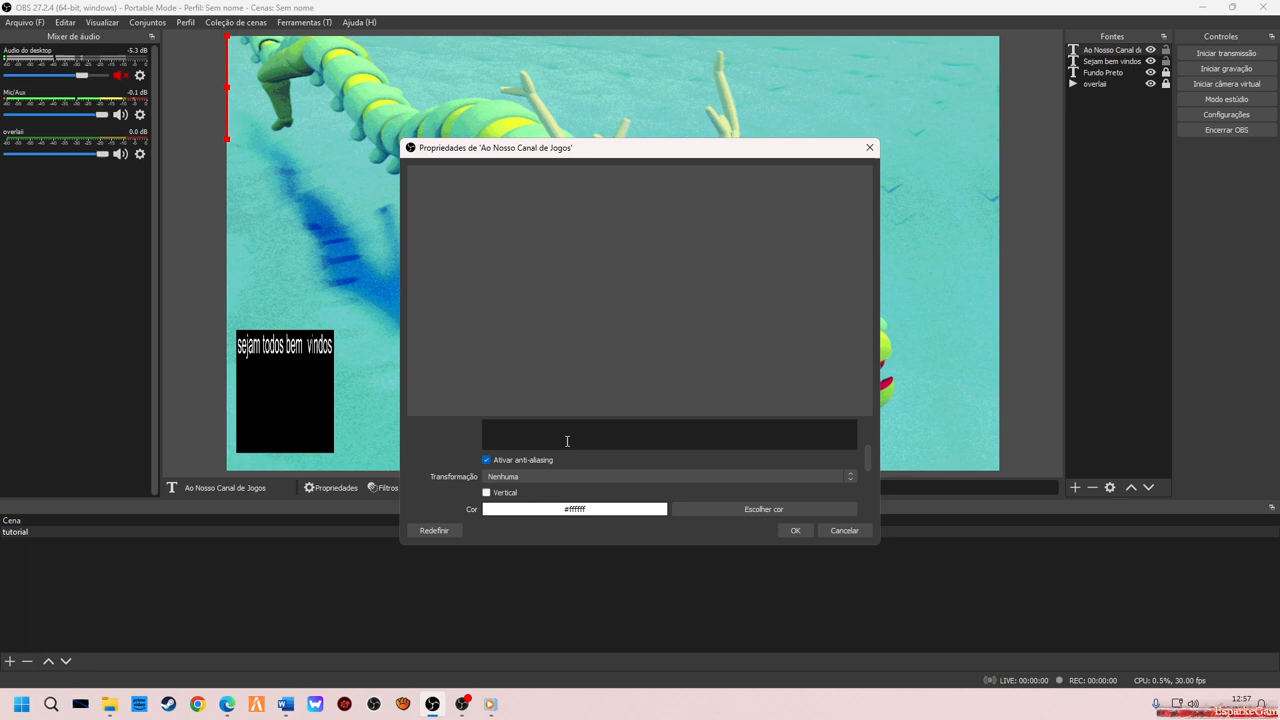 OBS 27.2.4 (64-bit, windows) - Portable Mode - Perfil: Sem nome - Cenas: Sem nome
Arquivo (F) Editar Visualizar Conjuntos Perfil Coleção de cenas Ferramentas (T) Ajuda (H)
Mixer de áudio
Áudio do desktop -5.3 dB
Mic/Aux -0.1 dB
overlaii 0.0 dB
Fontes
Ao Nosso Canal de
Sejam bem vindos
Fundo Preto
overlaii
Controles
Iniciar transmissão
Iniciar gravação
Iniciar câmera virtual
Modo estúdio
Configurações
Encerrar OBS
Propriedades de 'Ao Nosso Canal de Jogos'
sejam todos bem vindos
Ativar anti-aliasing
Transformação Nenhuma
Vertical
Cor #ffffff Escolher cor
Redefinir OK Cancelar
Ao Nosso Canal de Jogos Propriedades Filtros
Cena
tutorial
LIVE: 00:00:00 REC: 00:00:00 CPU: 0.5%, 30.00 fps
12:57
EsparkeGam